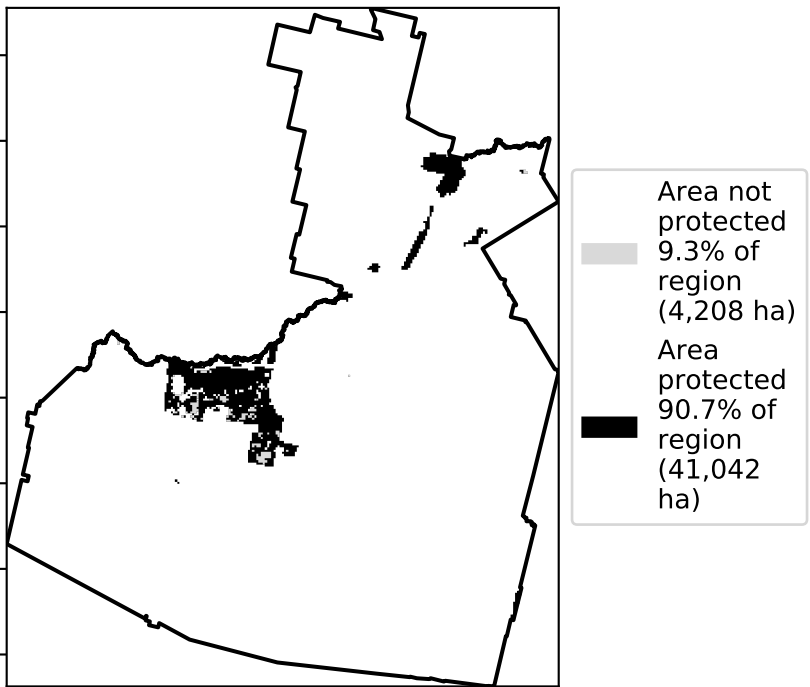 Area not
protected
9.3% of
region
(4,208 ha)
Area
protected
90.7% of
region
(41,042
ha)